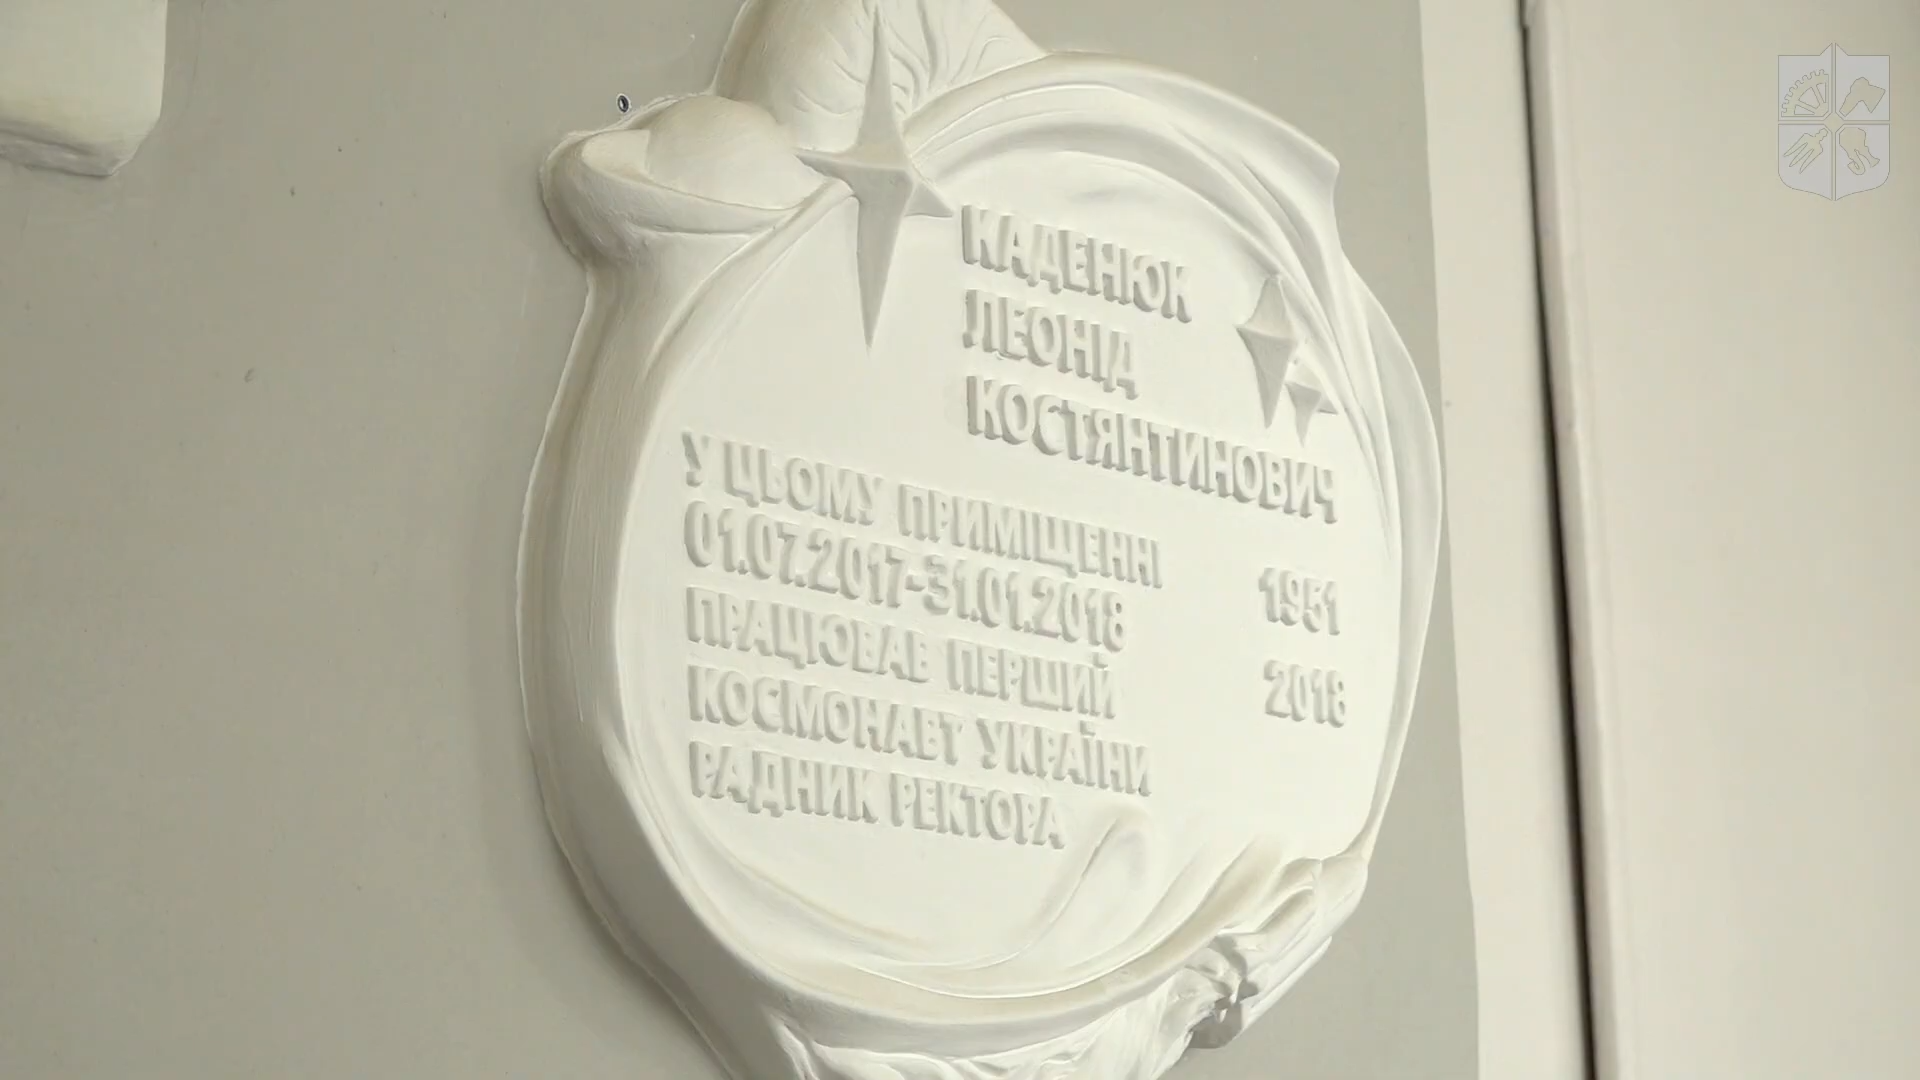 КАДЕНЮК
ЛЕОНІД
КОСТЯНТИНОВИЧ
У ЦЬОМУ ПРИМІЩЕННІ
01.07.2017-31.01.2018
ПРАЦЮВАВ ПЕРШИЙ
КОСМОНАВТ УКРАЇНИ
РАДНИК РЕКТОРА
1951
2018